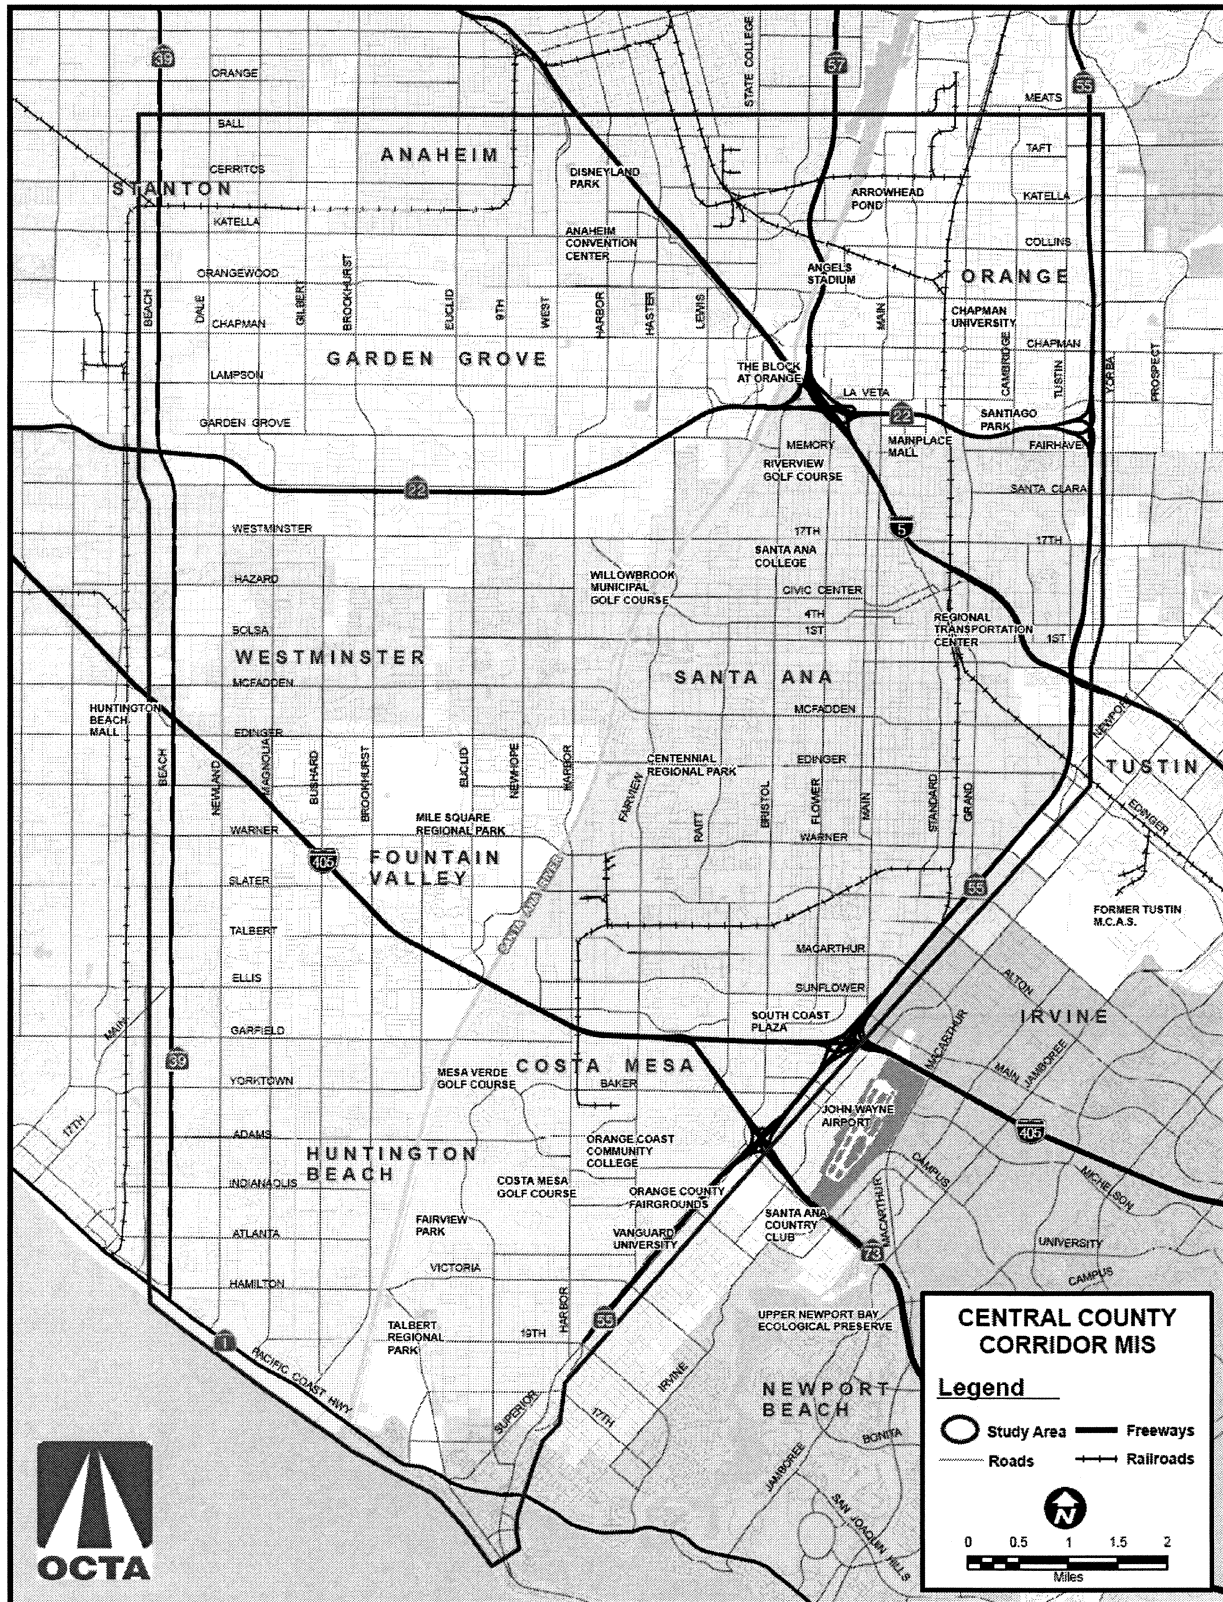 39
57
55
STATE COLLEGE
ORANGE
MEATS
BALL
ANAHEIM
TAFT
CERRITOS
DISNEYLAND
PARK
STANTON
ARROWHEAD
POND
KATELLA
KATELLA
ANAHEIM
CONVENTION
CENTER
COLLINS
ORANGEWOOD
ANGELS
STADIUM
ORANGE
BEACH
DALE
GILBERT
BROOKHURST
EUCLID
9TH
WEST
HARBOR
HASTER
LEWIS
MAIN
CHAPMAN
CHAPMAN
UNIVERSITY
CHAPMAN
GARDEN GROVE
CAMBRIDGE
TUSTIN
YORBA
PROSPECT
LAMPSON
THE BLOCK
AT ORANGE
LA VETA
GARDEN GROVE
22
SANTIAGO
PARK
MEMORY
MAINPLACE
MALL
FAIRHAVEN
RIVERVIEW
GOLF COURSE
22
SANTA CLARA
WESTMINSTER
17TH
5
17TH
SANTA ANA
COLLEGE
HAZARD
WILLOWBROOK
MUNICIPAL
GOLF COURSE
CIVIC CENTER
4TH
1ST
REGIONAL
TRANSPORTATION
CENTER
1ST
BOLSA
WESTMINSTER
SANTA ANA
MCFADDEN
MCFADDEN
HUNTINGTON
BEACH
MALL
NEWPORT
EDINGER
BEACH
NEWLAND
MAGNOLIA
BUSHARD
BROOKHURST
EUCLID
NEWHOPE
HARBOR
FAIRVIEW
CENTENNIAL
REGIONAL PARK
RAITT
BRISTOL
EDINGER
FLOWER
MAIN
STANDARD
GRAND
TUSTIN
EDINGER
MILE SQUARE
REGIONAL PARK
WARNER
WARNER
405
FOUNTAIN
VALLEY
SLATER
SANTA ANA RIVER
55
FORMER TUSTIN
M.C.A.S.
TALBERT
MACARTHUR
ELLIS
SUNFLOWER
ALTON
MAIN
GARFIELD
SOUTH COAST
PLAZA
MACARTHUR
IRVINE
39
COSTA MESA
MESA VERDE
GOLF COURSE
BAKER
MAIN
JAMBOREE
YORKTOWN
JOHN WAYNE
AIRPORT
17TH
ADAMS
405
HUNTINGTON
BEACH
ORANGE COAST
COMMUNITY
COLLEGE
CAMPUS
MICHELSON
INDIANAPOLIS
COSTA MESA
GOLF COURSE
ORANGE COUNTY
FAIRGROUNDS
MACARTHUR
FAIRVIEW
PARK
VANGUARD
UNIVERSITY
SANTA ANA
COUNTRY
CLUB
ATLANTA
73
UNIVERSITY
VICTORIA
CAMPUS
HAMILTON
HARBOR
55
UPPER NEWPORT BAY
ECOLOGICAL PRESERVE
TALBERT
REGIONAL
PARK
19TH
1
PACIFIC COAST HWY
IRVINE
SUPERIOR
17TH
NEWPORT
BEACH
BONITA
JAMBOREE
SAN JOAQUIN HILLS
OCTA
CENTRAL COUNTY
CORRIDOR MIS
Legend
Study Area
Freeways
Roads
Railroads
N
0 0.5 1 1.5 2
Miles